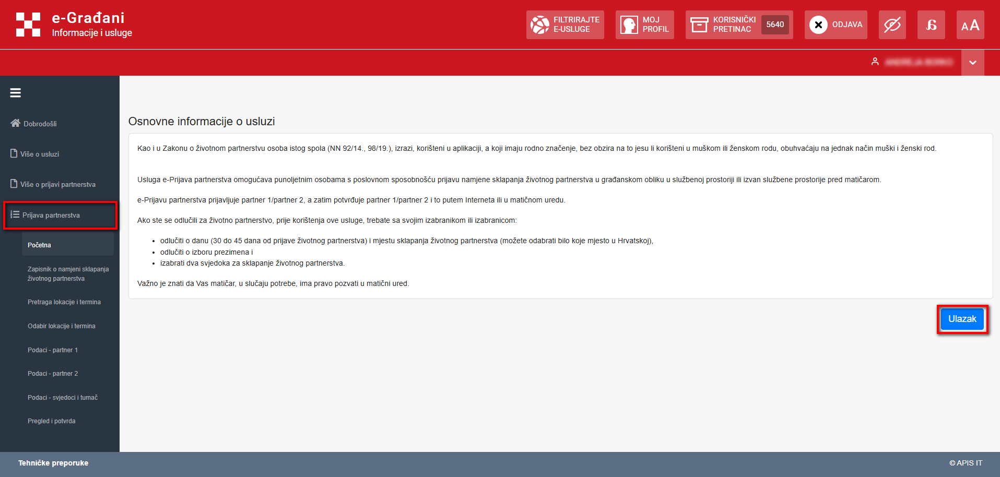 e-Građani
Informacije i usluge
FILTRIRAJTE
E-USLUGE
MOJ
PROFIL
KORISNIČKI
PRETINAC
5640
ODJAVA
AA
Dobrodošli
Više o usluzi
Više o prijavi partnerstva
Prijava partnerstva
Početna
Zapisnik o namjeni sklapanja
životnog partnerstva
Pretraga lokacije i termina
Odabir lokacije i termina
Podaci - partner 1
Podaci - partner 2
Podaci - svjedoci i tumač
Pregled i potvrda
Osnovne informacije o usluzi
Kao i u Zakonu o životnom partnerstvu osoba istog spola (NN 92/14., 98/19.), izrazi, korišteni u aplikaciji, a koji imaju rodno značenje, bez obzira na to jesu li korišteni u muškom ili ženskom rodu, obuhvaćaju na jednak način muški i ženski rod.
Usluga e-Prijava partnerstva omogućava punoljetnim osobama s poslovnom sposobnošću prijavu namjene sklapanja životnog partnerstva u građanskom obliku u službenoj prostoriji ili izvan službene prostorije pred matičarom.
e-Prijavu partnerstva prijavljuje partner 1/partner 2, a zatim potvrđuje partner 1/partner 2 i to putem Interneta ili u matičnom uredu.
Ako ste se odlučili za životno partnerstvo, prije korištenja ove usluge, trebate sa svojim izabranikom ili izabranicom:
• odlučiti o danu (30 do 45 dana od prijave životnog partnerstva) i mjestu sklapanja životnog partnerstva (možete odabrati bilo koje mjesto u Hrvatskoj),
• odlučiti o izboru prezimena i
• izabrati dva svjedoka za sklapanje životnog partnerstva.
Važno je znati da Vas matičar, u slučaju potrebe, ima pravo pozvati u matični ured.
Ulazak
Tehničke preporuke
© APIS IT